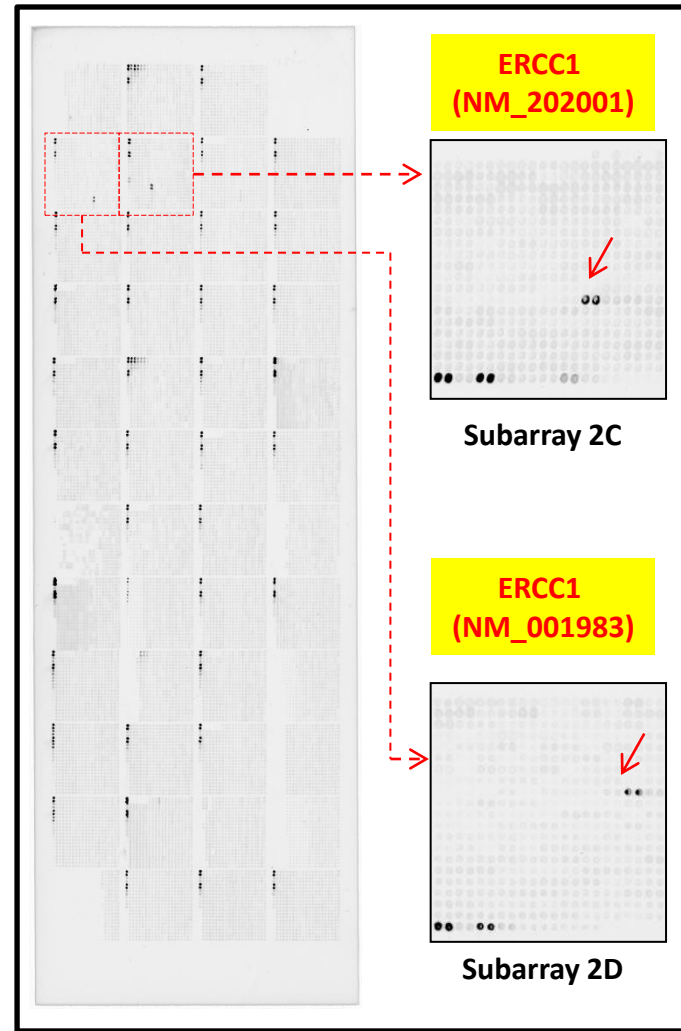 ERCC1
(NM_202001)
Subarray 2C
ERCC1
(NM_001983)
Subarray 2D